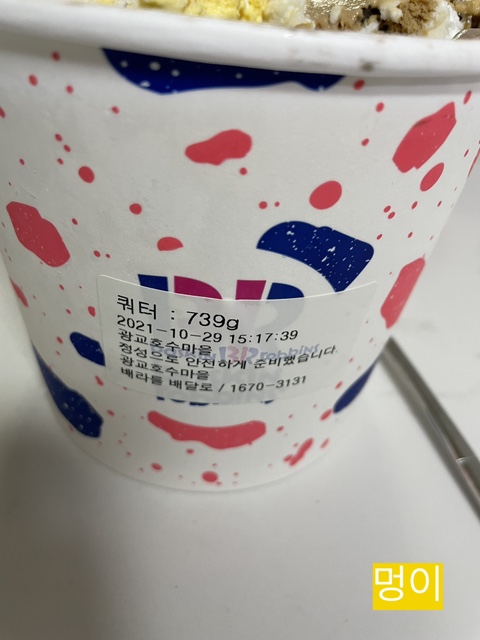 쿼터 : 739g
2021-10-29 15:17:39
광교호수마을
정성으로 안전하게 준비했습니다.
광교호수마을
배라를 배달로 / 1670-3131
멍이